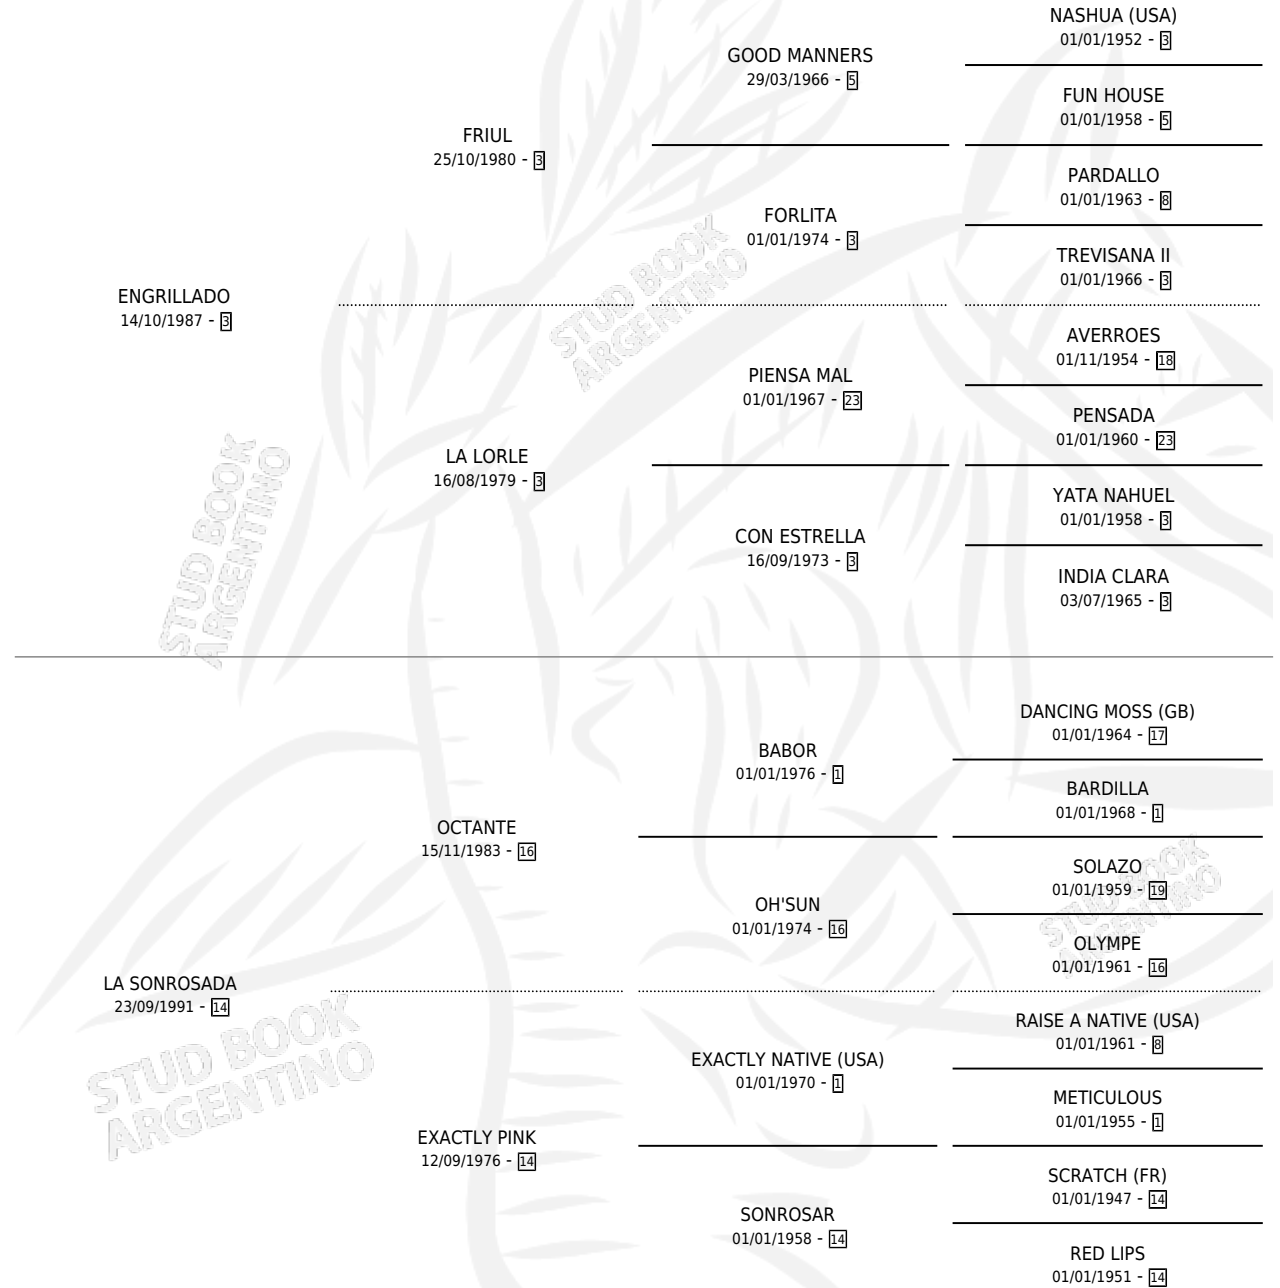 NASHUA (USA)
01/01/1952 - 3
GOOD MANNERS
29/03/1966 - 5
FUN HOUSE
01/01/1958 - 5
FRIUL
25/10/1980 - 3
PARDALLO
01/01/1963 - 8
FORLITA
01/01/1974 - 3
TREVISANA II
01/01/1966 - 3
STUD BOOK
ARGENTINO
ENGRILLADO
14/10/1987 - 3
AVERROES
01/11/1954 - 18
PIENSA MAL
01/01/1967 - 23
PENSADA
01/01/1960 - 23
LA LORLE
16/08/1979 - 3
YATA NAHUEL
01/01/1958 - 3
CON ESTRELLA
16/09/1973 - 3
INDIA CLARA
03/07/1965 - 3
STUD BOOK
ARGENTINO
DANCING MOSS (GB)
01/01/1964 - 17
BABOR
01/01/1976 - 1
BARDILLA
01/01/1968 - 1
OCTANTE
15/11/1983 - 16
SOLAZO
01/01/1959 - 19
OH'SUN
01/01/1974 - 16
OLYMPE
01/01/1961 - 16
STUD BOOK
ARGENTINO
LA SONROSADA
23/09/1991 - 14
RAISE A NATIVE (USA)
01/01/1961 - 8
EXACTLY NATIVE (USA)
01/01/1970 - 1
METICULOUS
01/01/1955 - 1
STUD BOOK
ARGENTINO
EXACTLY PINK
12/09/1976 - 14
SCRATCH (FR)
01/01/1947 - 14
SONROSAR
01/01/1958 - 14
RED LIPS
01/01/1951 - 14